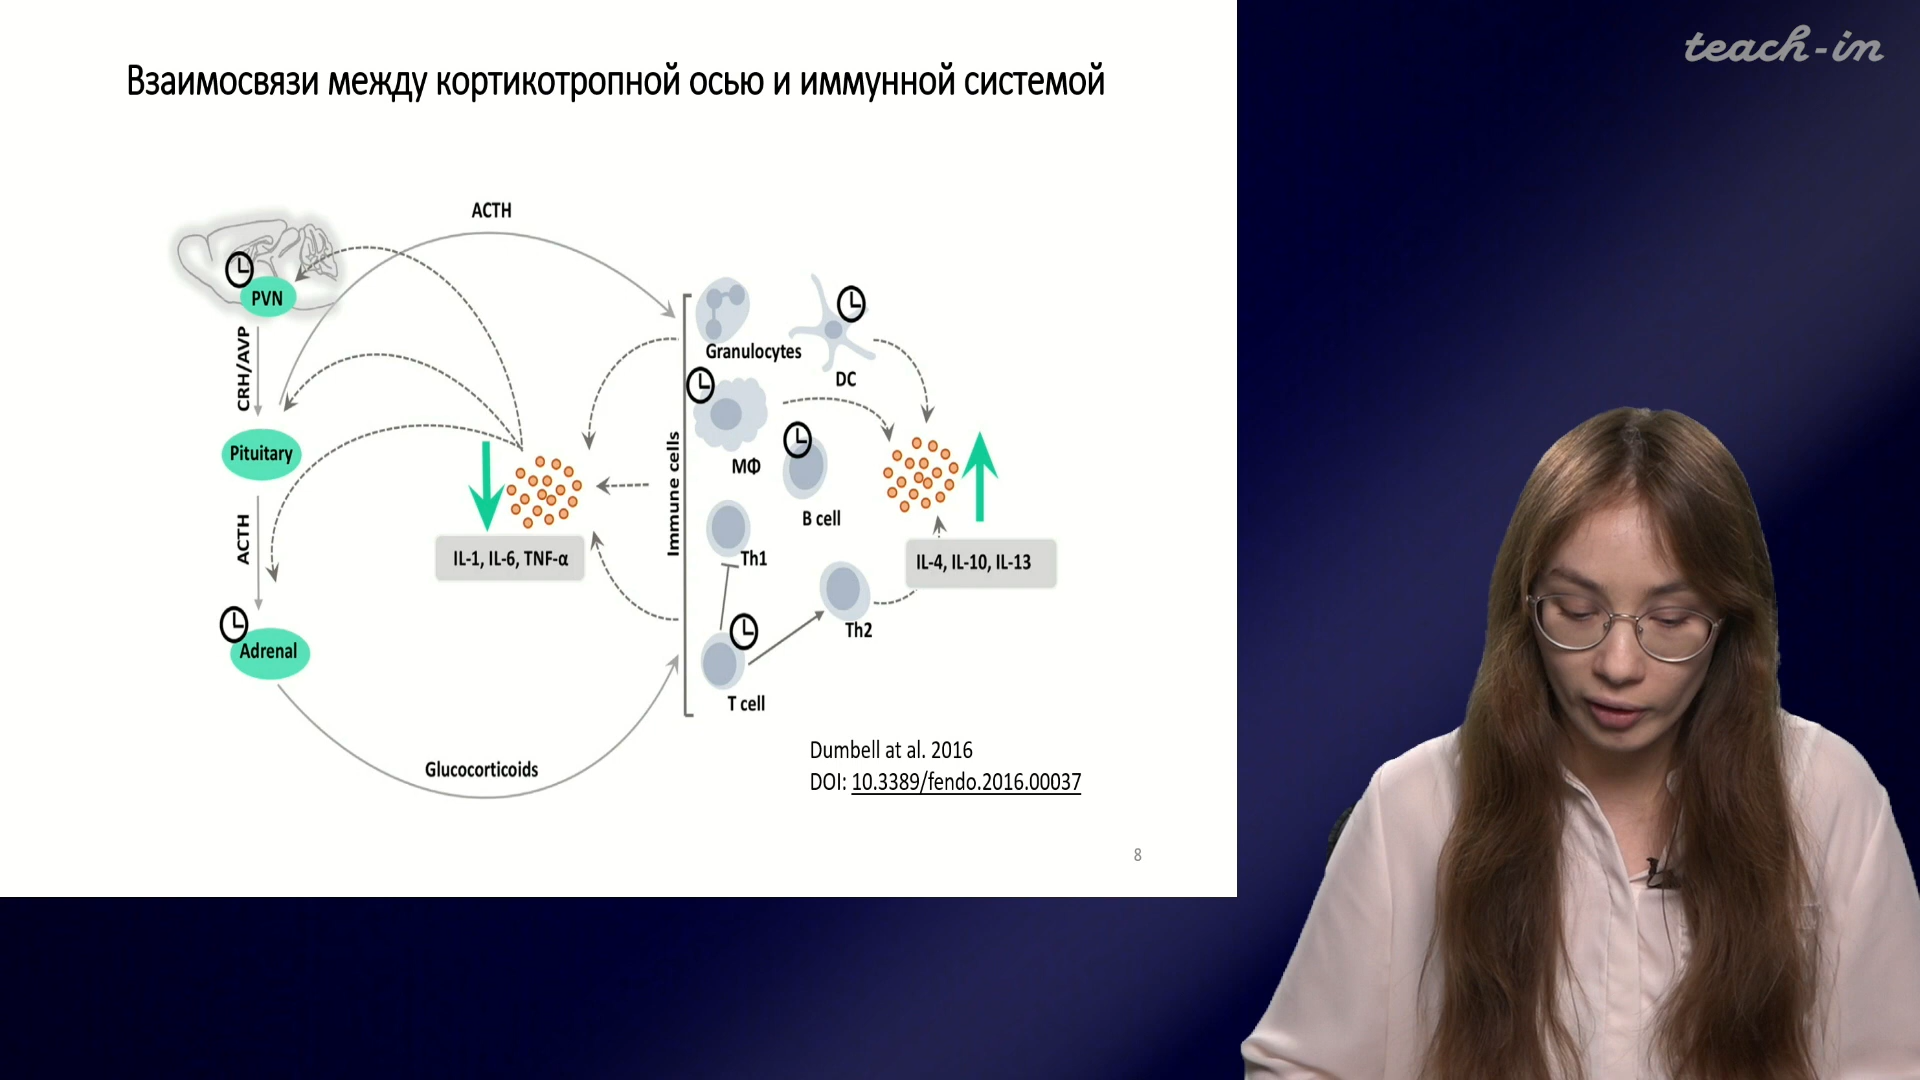 teach-in
Взаимосвязи между кортикотропной осью и иммунной системой
ACTH
PVN
CRH/AVP
Pituitary
ACTH
Adrenal
Glucocorticoids
IL-1, IL-6, TNF-α
Immune cells
Granulocytes
DC
MΦ
B cell
Th1
Th2
T cell
IL-4, IL-10, IL-13
Dumbell at al. 2016
DOI: 10.3389/fendo.2016.00037
8